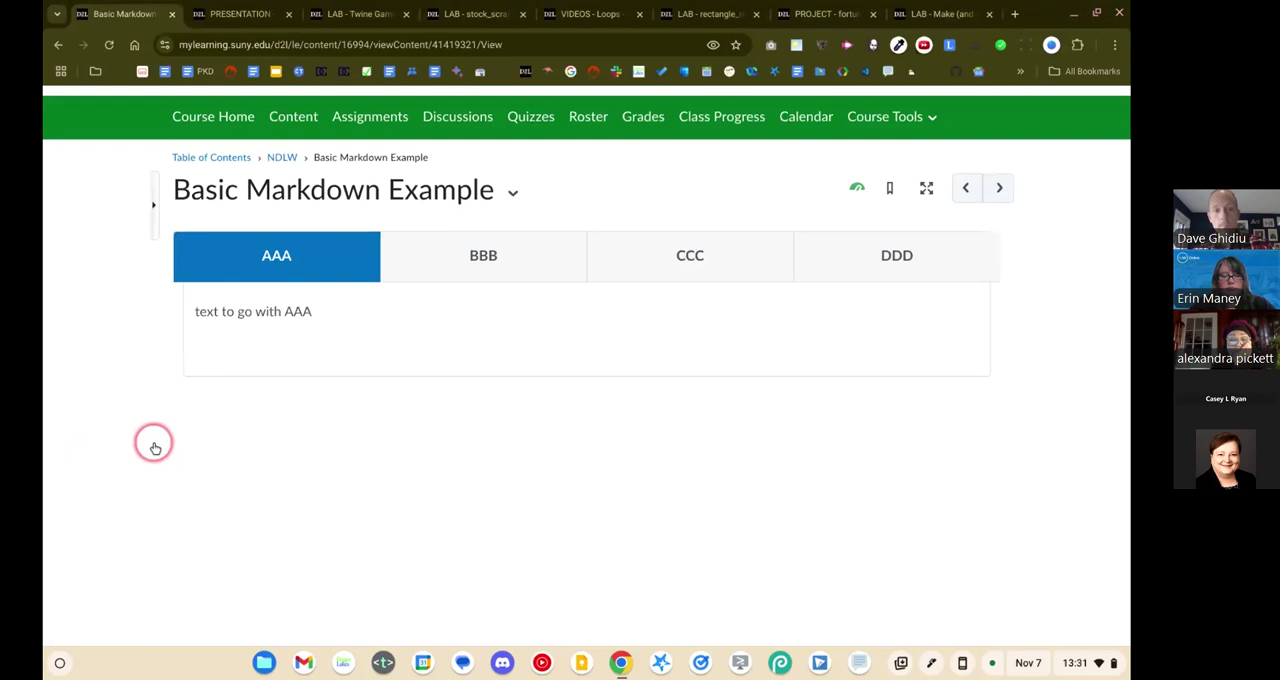 Basic Markdown
PRESENTATION
LAB - Twine Gam
LAB - stock_scra
VIDEOS - Loops -
LAB - rectangle_
PROJECT - fortu
LAB - Make (and
mylearning.suny.edu/d2l/le/content/16994/viewContent/41419321/View
PKD
All Bookmarks
Course Home Content Assignments Discussions Quizzes Roster Grades Class Progress Calendar Course Tools
Table of Contents › NDLW › Basic Markdown Example
Basic Markdown Example
AAA BBB CCC DDD
text to go with AAA
Dave Ghidiu
Erin Maney
alexandra pickett
Casey L Ryan
Nov 7 13:31